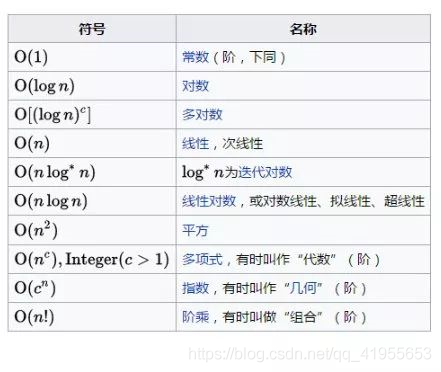 符号 名称
O(1) 常数（阶，下同）
O(log n) 对数
O[(log n)^c] 多对数
O(n) 线性，次线性
O(n log* n) log* n为迭代对数
O(n log n) 线性对数，或对数线性、拟线性、超线性
O(n²) 平方
O(n^c), Integer(c > 1) 多项式，有时叫作“代数”（阶）
O(c^n) 指数，有时叫作“几何”（阶）
O(n!) 阶乘，有时叫做“组合”（阶）
https://blog.csdn.net/qq_41955653